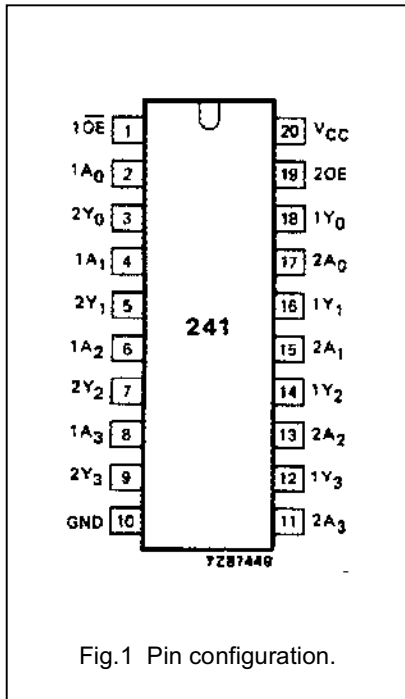 1O̅E̅ 1 20 VCC
1A0 2 19 2OE
2Y0 3 18 1Y0
1A1 4 17 2A0
2Y1 5 16 1Y1
241
1A2 6 15 2A1
2Y2 7 14 1Y2
1A3 8 13 2A2
2Y3 9 12 1Y3
GND 10 11 2A3
7Z87449
Fig.1 Pin configuration.